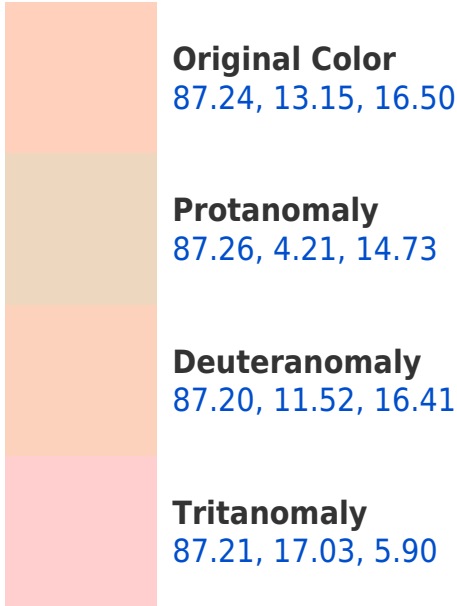 Original Color
87.24, 13.15, 16.50
Protanomaly
87.26, 4.21, 14.73
Deuteranomaly
87.20, 11.52, 16.41
Tritanomaly
87.21, 17.03, 5.90